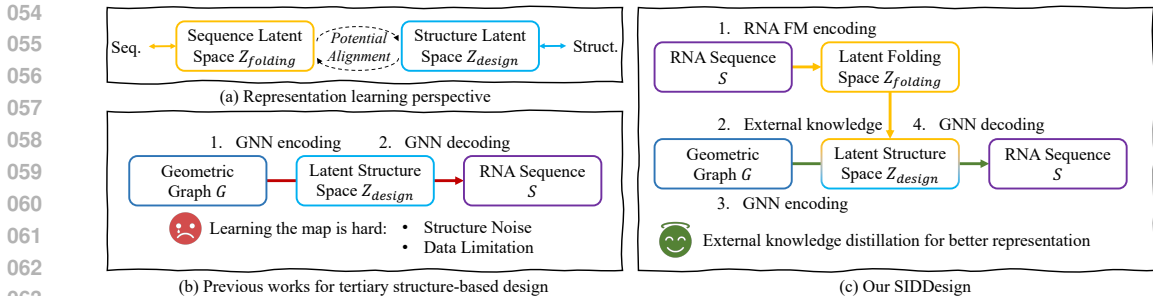 054
055
056
057
058
059
060
061
062
Seq.
Sequence Latent
Space Z_folding
Potential
Alignment
Structure Latent
Space Z_design
Struct.
(a) Representation learning perspective
1. GNN encoding
2. GNN decoding
Geometric
Graph G
Latent Structure
Space Z_design
RNA Sequence
S
Learning the map is hard:
• Structure Noise
• Data Limitation
(b) Previous works for tertiary structure-based design
1. RNA FM encoding
RNA Sequence
S
Latent Folding
Space Z_folding
2. External knowledge
4. GNN decoding
Geometric
Graph G
Latent Structure
Space Z_design
RNA Sequence
S
3. GNN encoding
External knowledge distillation for better representation
(c) Our SIDDesign